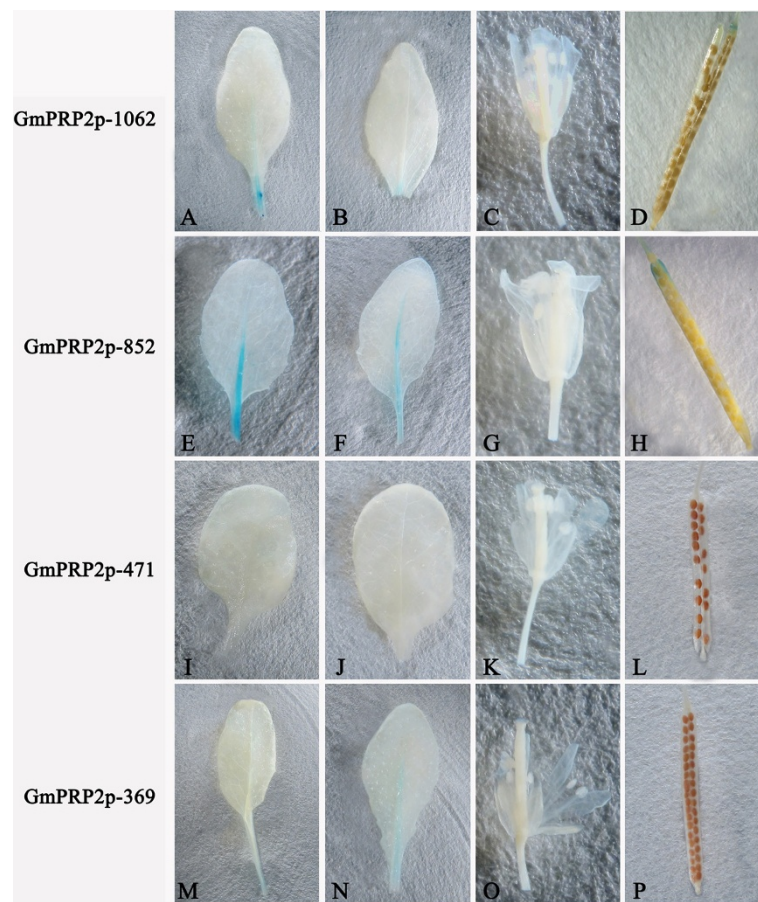 GmPRP2p-1062
A B C D
GmPRP2p-852
E F G H
GmPRP2p-471
I J K L
GmPRP2p-369
M N O P